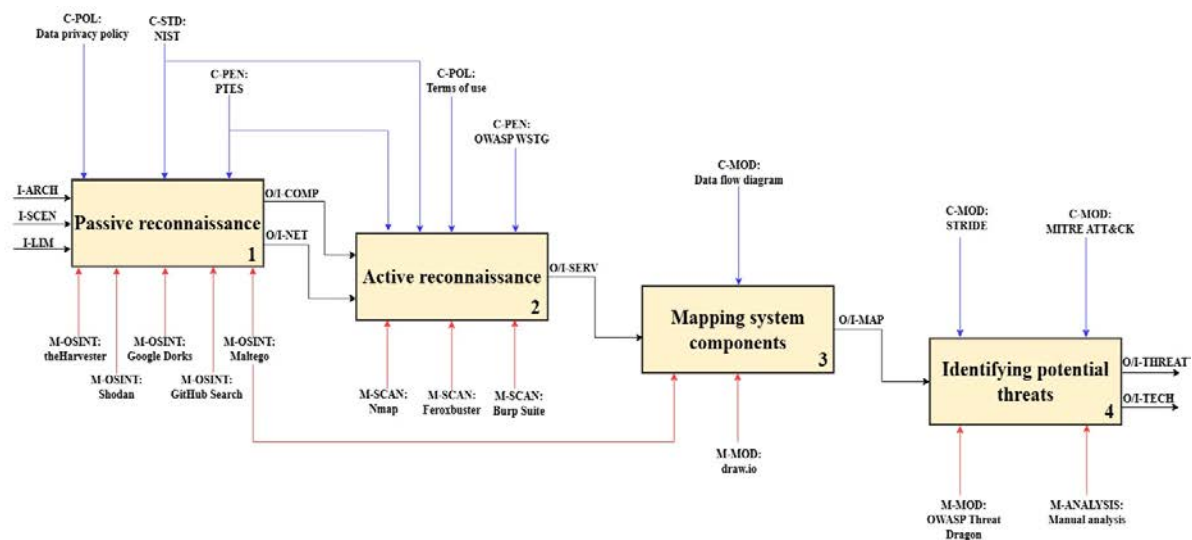 C-POL:
Data privacy policy
C-STD:
NIST
C-PEN:
PTES
C-POL:
Terms of use
C-PEN:
OWASP WSTG
C-MOD:
Data flow diagram
C-MOD:
STRIDE
C-MOD:
MITRE ATT&CK
I-ARCH
I-SCEN
I-LIM
Passive reconnaissance
1
O/I-COMP
O/I-NET
Active reconnaissance
2
O/I-SERV
Mapping system
components
3
O/I-MAP
Identifying potential
threats
4
O/I-THREAT
O/I-TECH
M-OSINT:
theHarvester
M-OSINT:
Shodan
M-OSINT:
Google Dorks
M-OSINT:
GitHub Search
M-OSINT:
Maltego
M-SCAN:
Nmap
M-SCAN:
Feroxbuster
M-SCAN:
Burp Suite
M-MOD:
draw.io
M-MOD:
OWASP Threat
Dragon
M-ANALYSIS:
Manual analysis